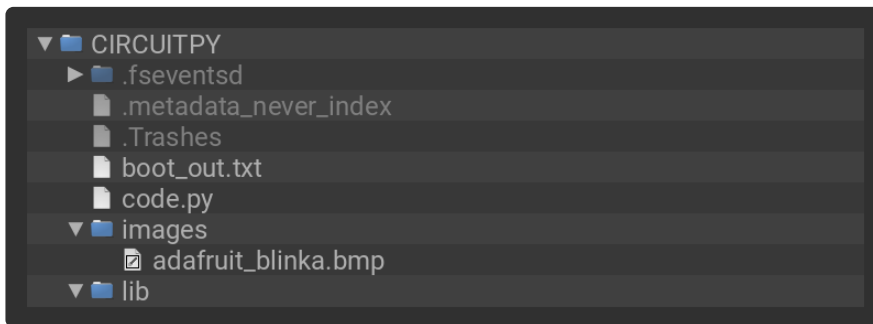 CIRCUITPY
.fseventsd
.metadata_never_index
.Trashes
boot_out.txt
code.py
images
adafruit_blinka.bmp
lib